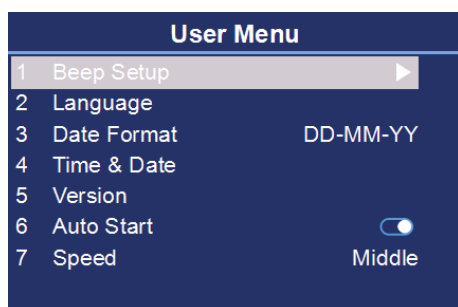 User Menu
1 Beep Setup
2 Language
3 Date Format DD-MM-YY
4 Time & Date
5 Version
6 Auto Start
7 Speed Middle